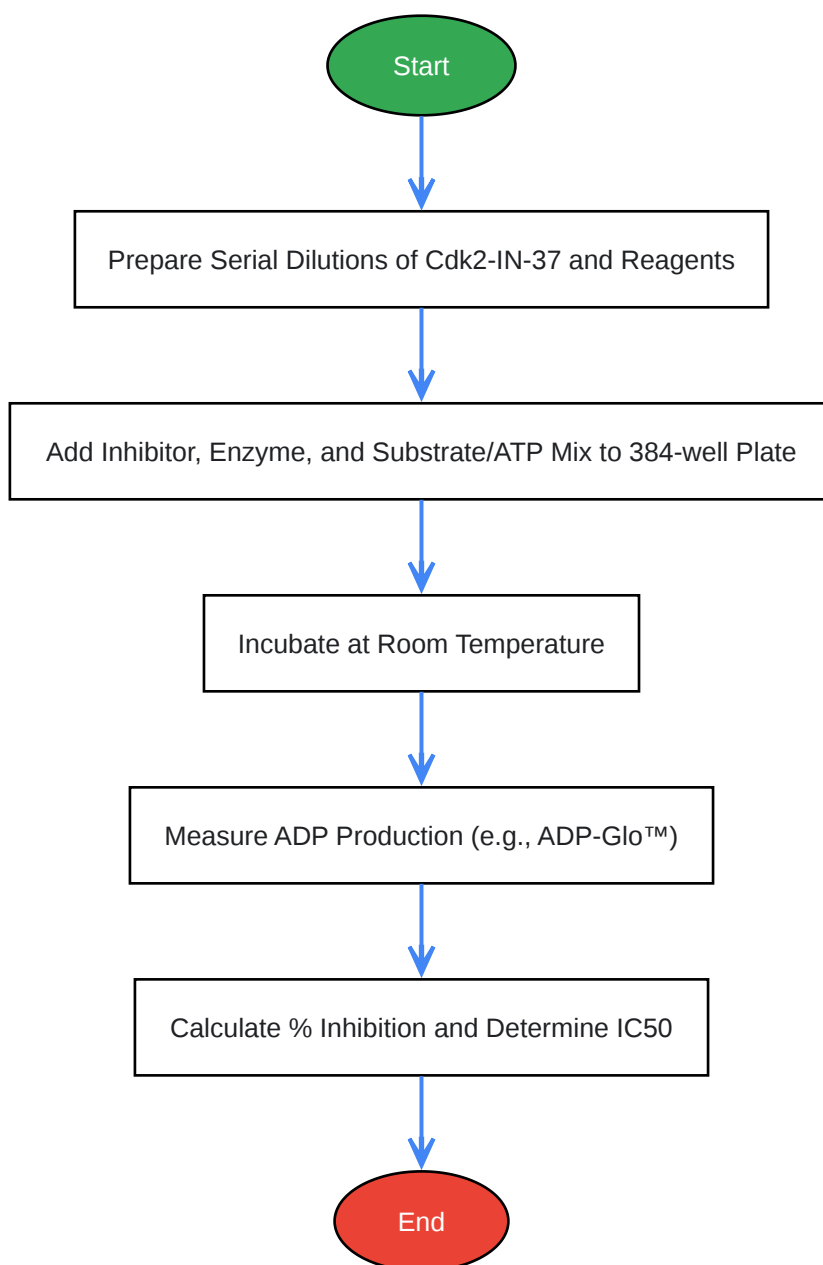 Start
Prepare Serial Dilutions of Cdk2-IN-37 and Reagents
Add Inhibitor, Enzyme, and Substrate/ATP Mix to 384-well Plate
Incubate at Room Temperature
Measure ADP Production (e.g., ADP-Glo™)
Calculate % Inhibition and Determine IC50
End